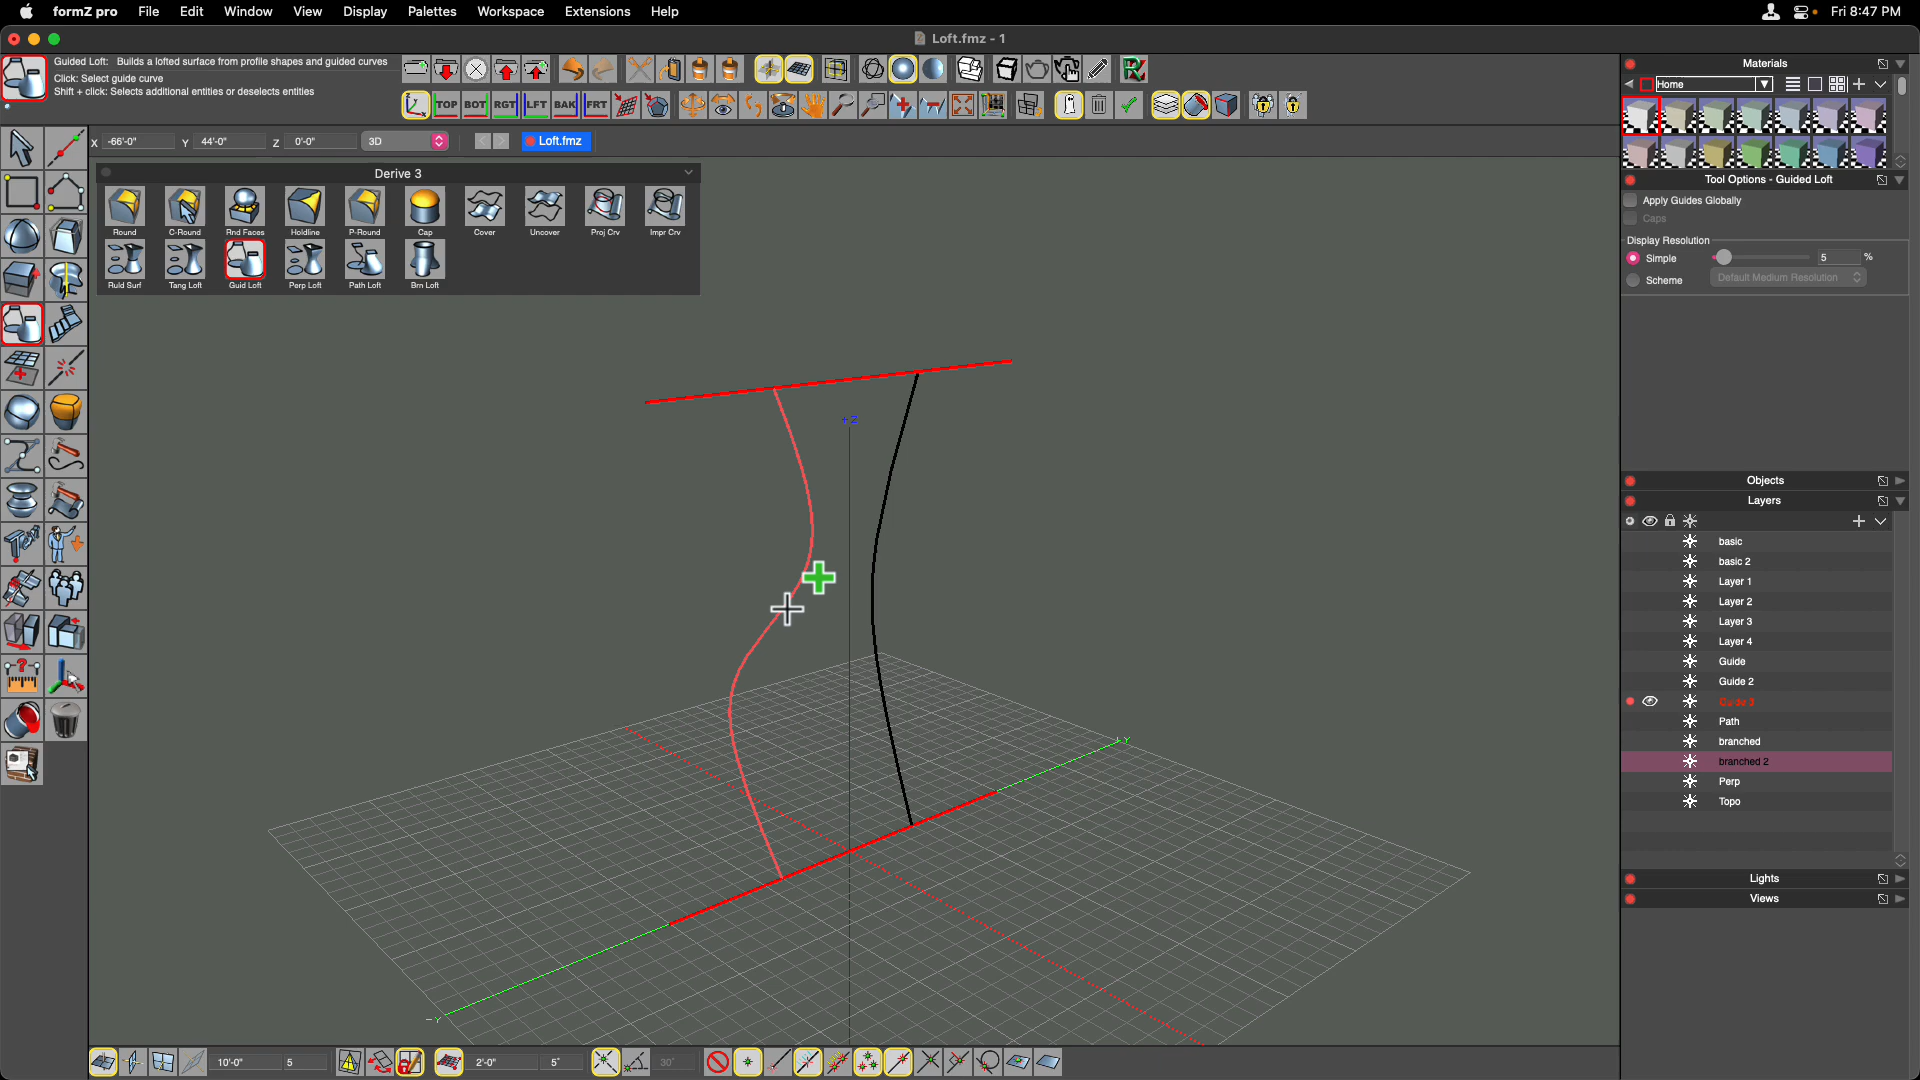 formZ pro File Edit Window View Display Palettes Workspace Extensions Help Fri 8:47 PM
Loft.fmz - 1
Guided Loft: Builds a lofted surface from profile shapes and guided curves
Click: Select guide curve
Shift + click: Selects additional entities or deselects entities
TOP BOT RGT LFT BAK FRT
X -66'-0" Y 44'-0" Z 0'-0" 3D Loft.fmz
Derive 3
Round C-Round Rnd Faces Holdline P-Round Cap Cover Uncover Proj Crv Impr Crv
Ruld Surf Tang Loft Guid Loft Perp Loft Path Loft Brn Loft
+Z
+Y
-Y
Materials
Home
Tool Options - Guided Loft
Apply Guides Globally
Caps
Display Resolution
Simple 5 %
Scheme Default Medium Resolution
Objects
Layers
basic
basic 2
Layer 1
Layer 2
Layer 3
Layer 4
Guide
Guide 2
Guide 3
Path
branched
branched 2
Perp
Topo
Lights
Views
10'-0" 5 2'-0" 5° 30°